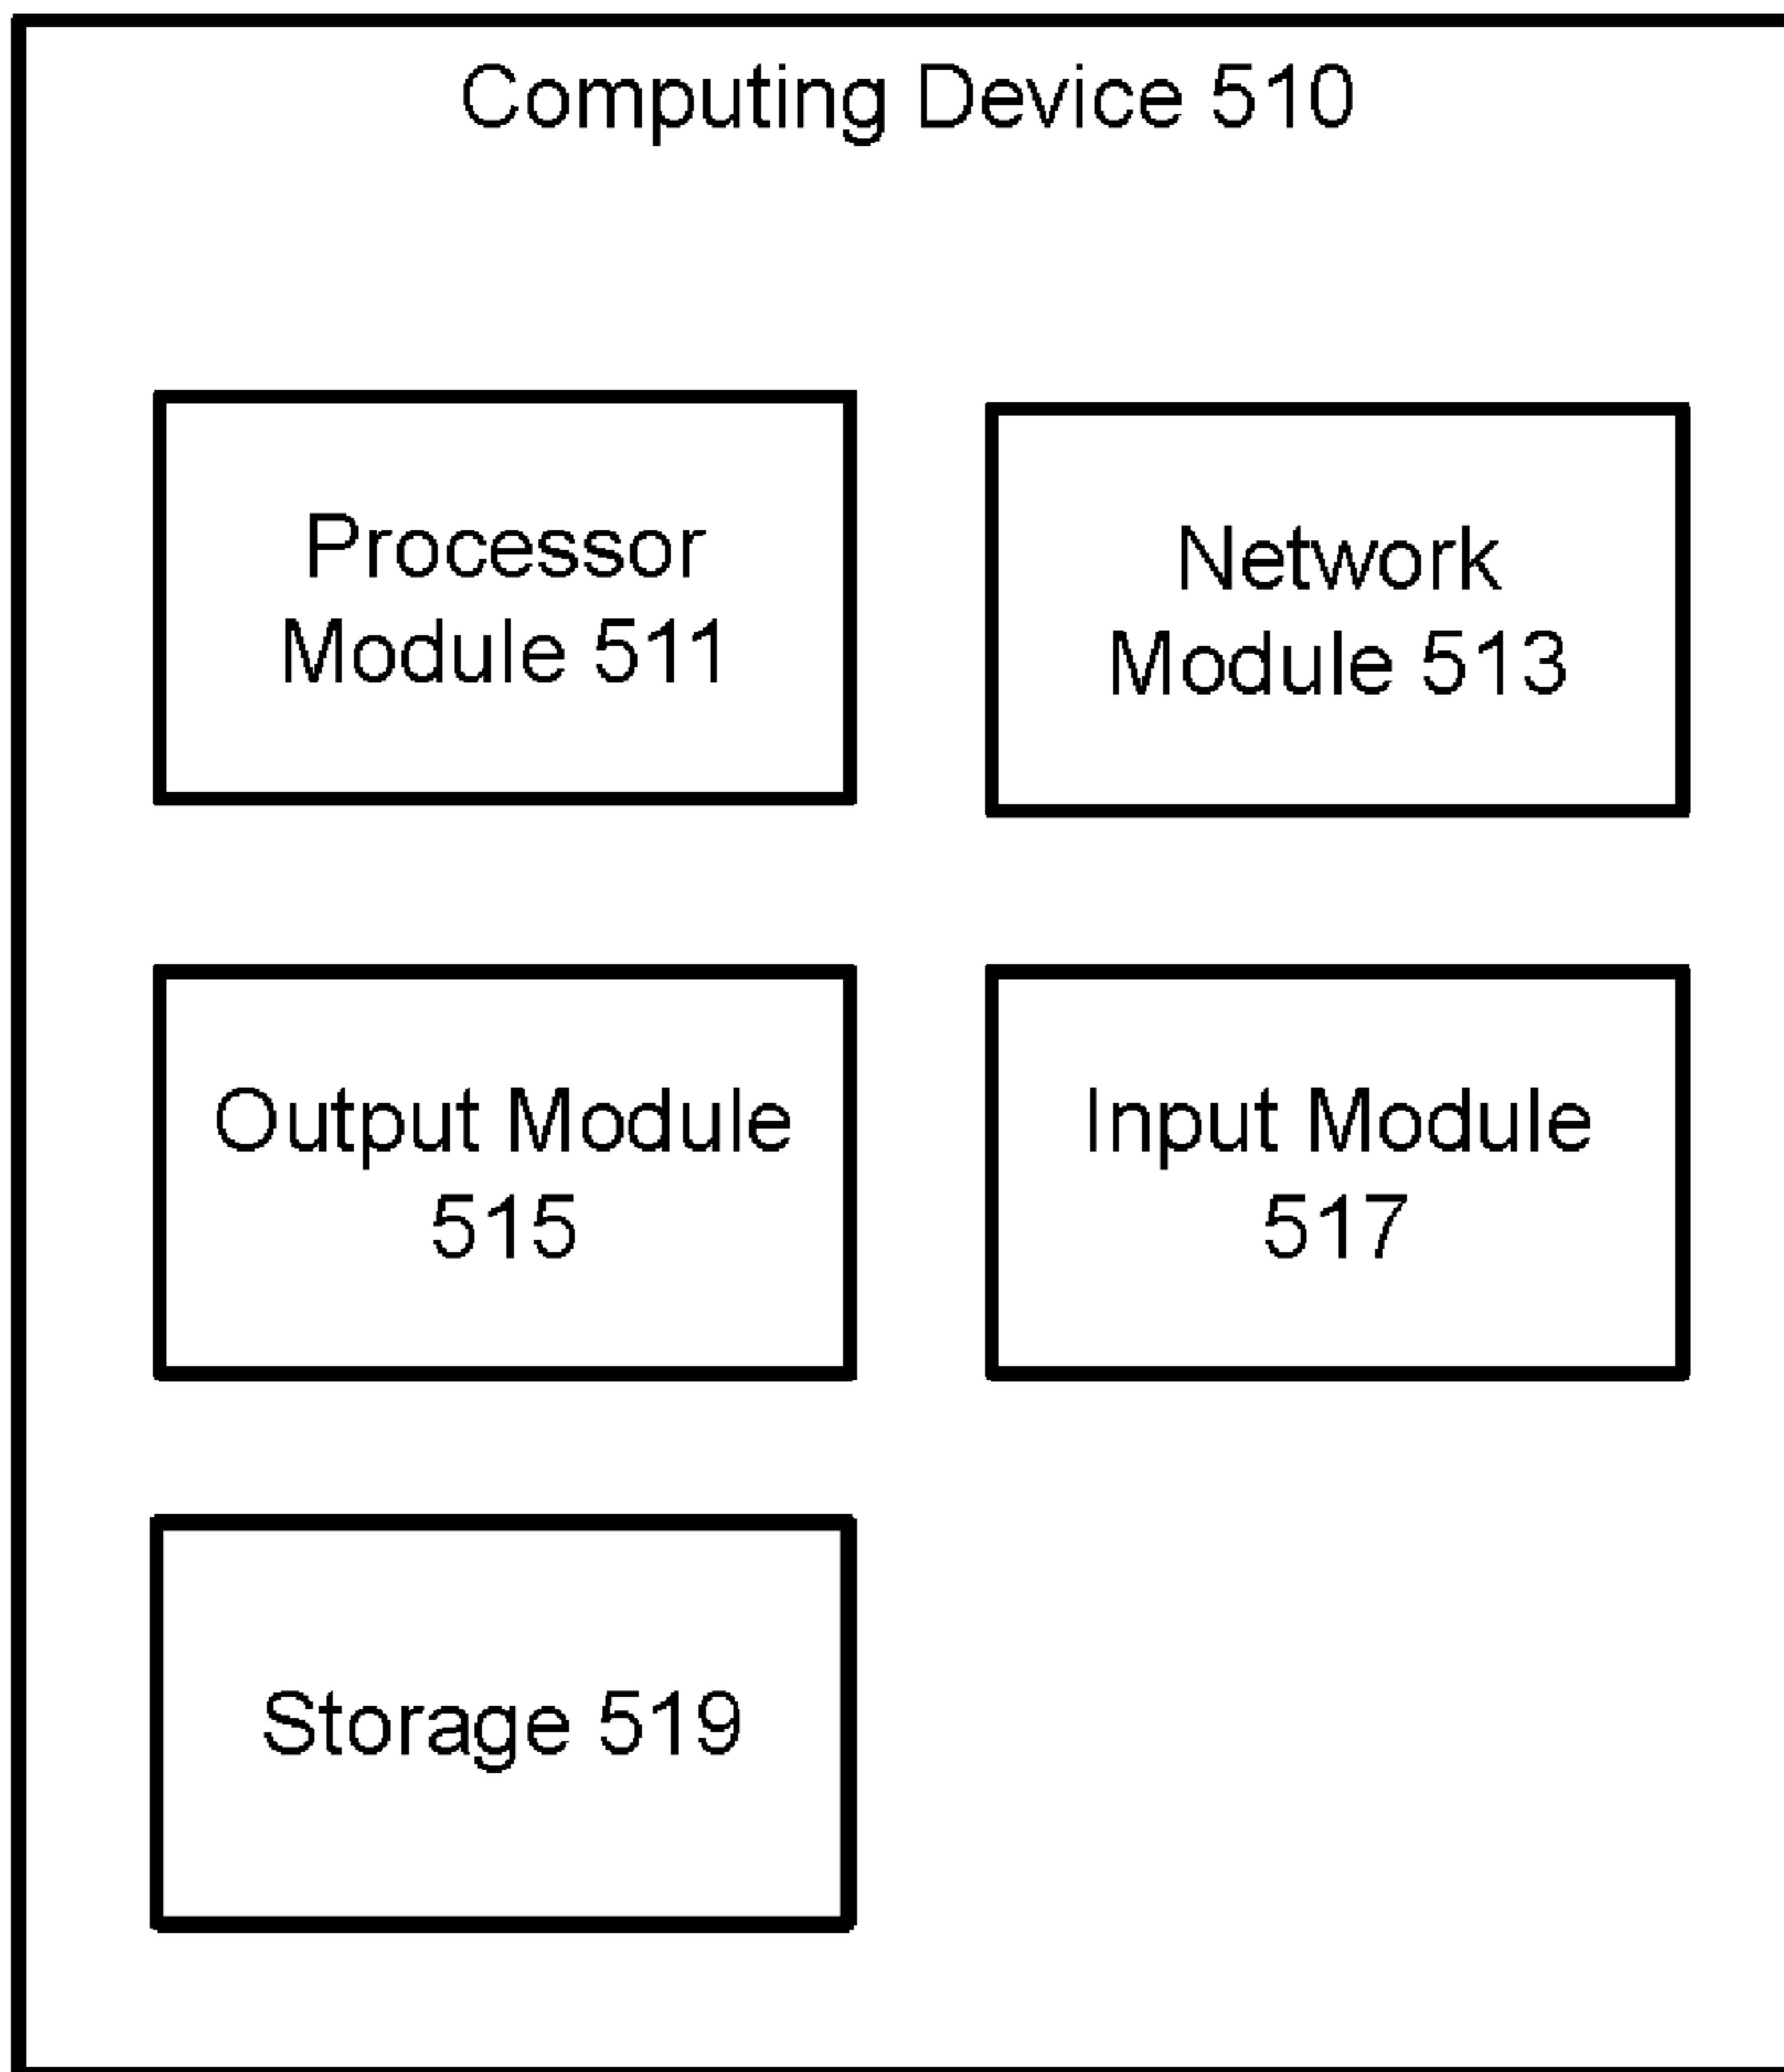 Computing Device 510
Processor
Module 511
Network
Module 513
Output Module
515
Input Module
517
Storage 519